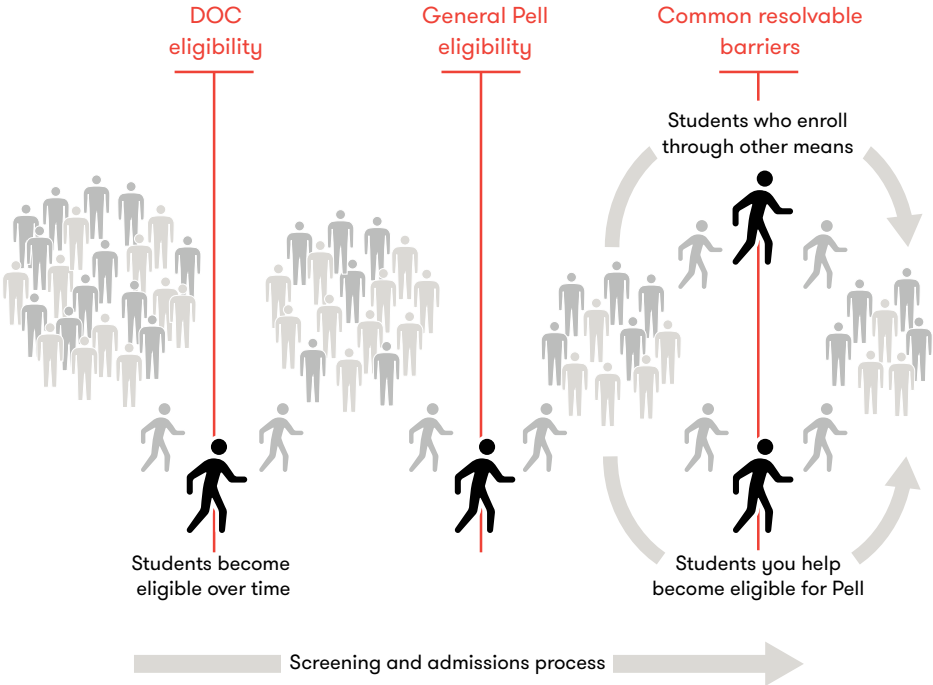 DOC
eligibility
General Pell
eligibility
Common resolvable
barriers
Students who enroll
through other means
Students become
eligible over time
Students you help
become eligible for Pell
Screening and admissions process